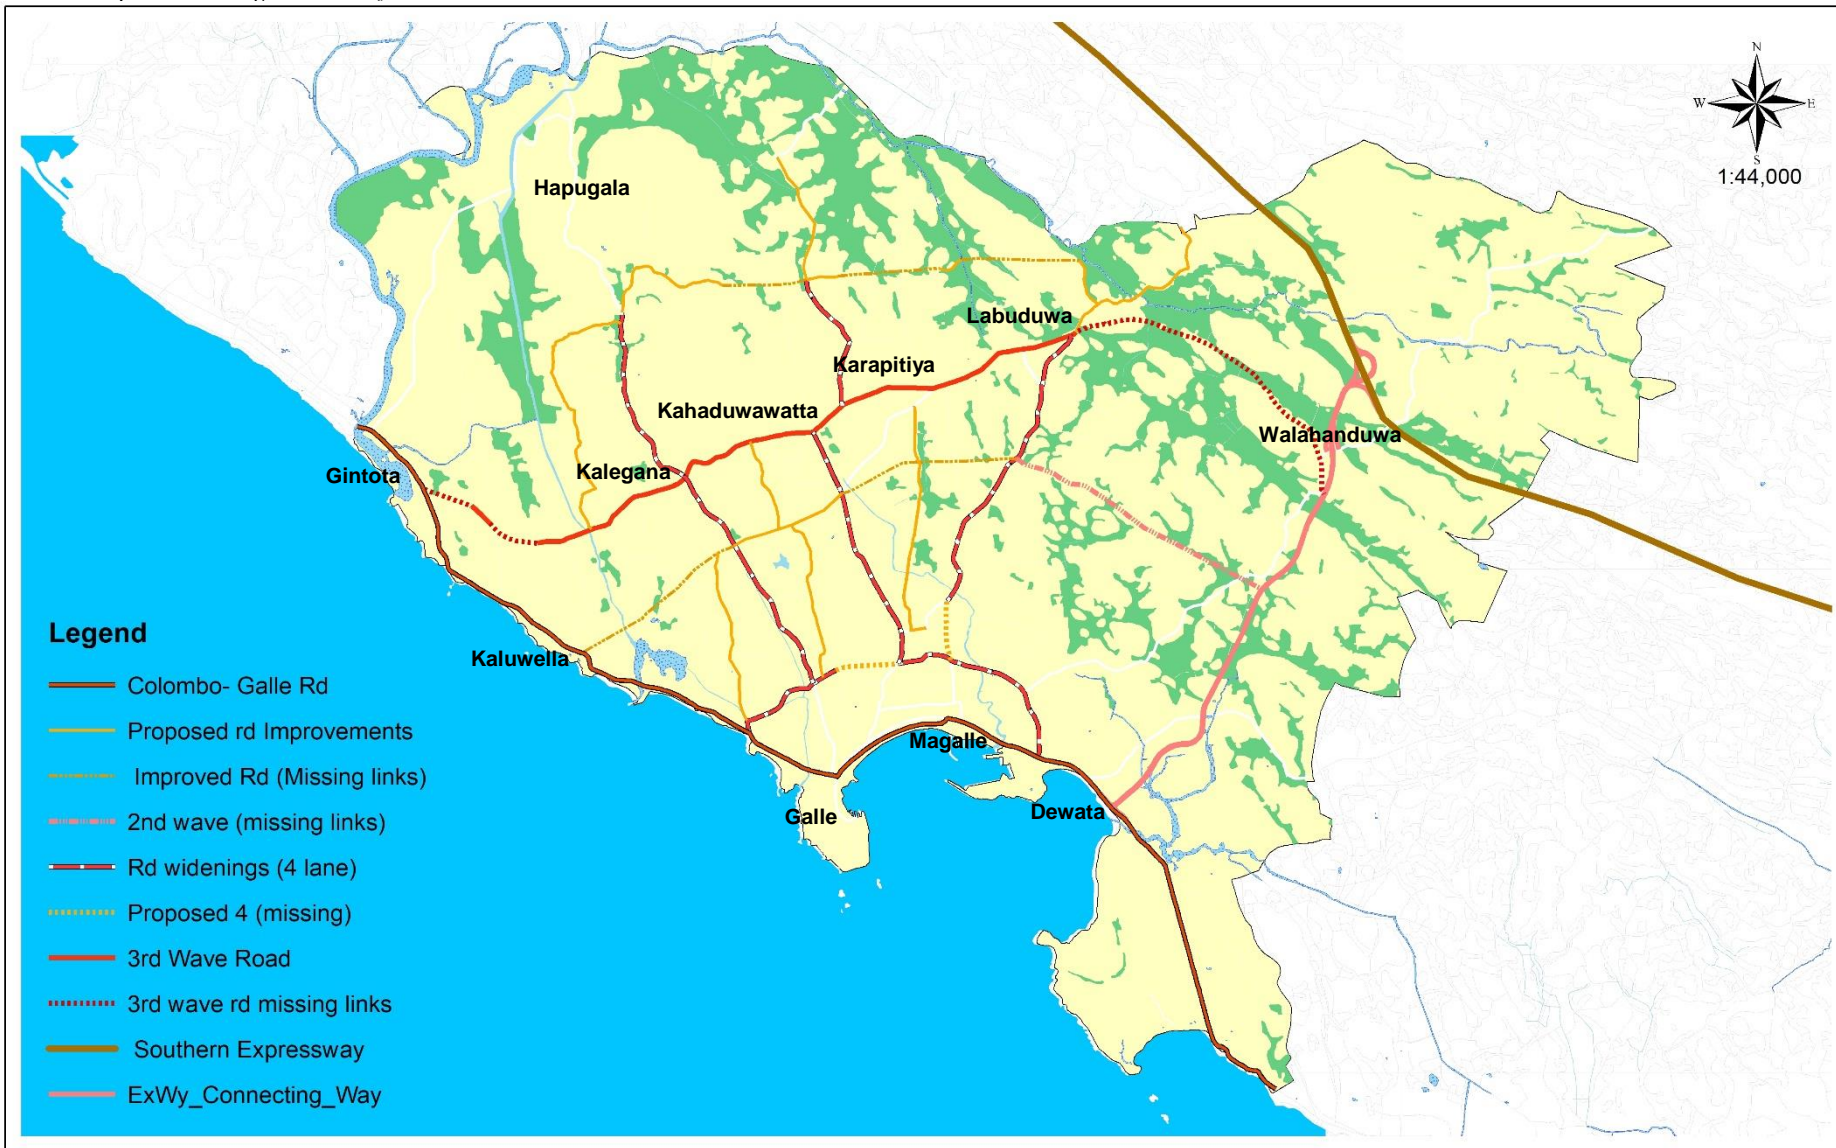 N
W
E
S
1:44,000
Hapugala
Labuduwa
Karapitiya
Kahaduwawatta
Walahanduwa
Kalegana
Gintota
Legend
Kaluwella
Colombo- Galle Rd
Proposed rd Improvements
Magalle
Improved Rd (Missing links)
Galle
Dewata
2nd wave (missing links)
Rd widenings (4 lane)
Proposed 4 (missing)
3rd Wave Road
3rd wave rd missing links
Southern Expressway
ExWy_Connecting_Way